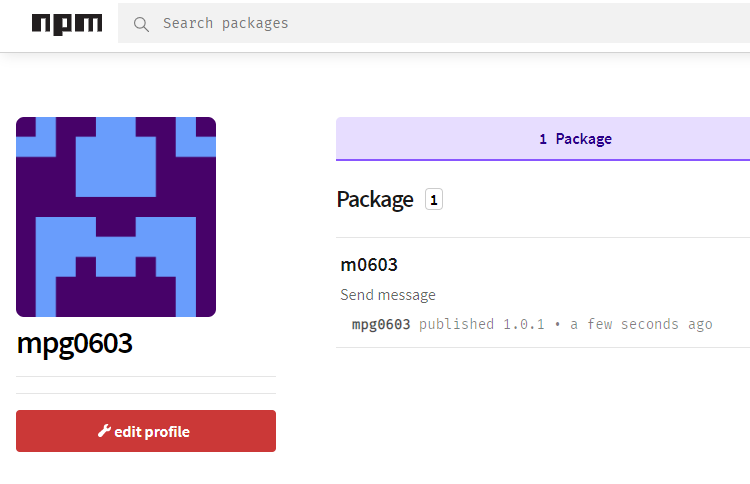 npm
Search packages
1 Package
Package 1
m0603
Send message
mpg0603 published 1.0.1 • a few seconds ago
mpg0603
edit profile